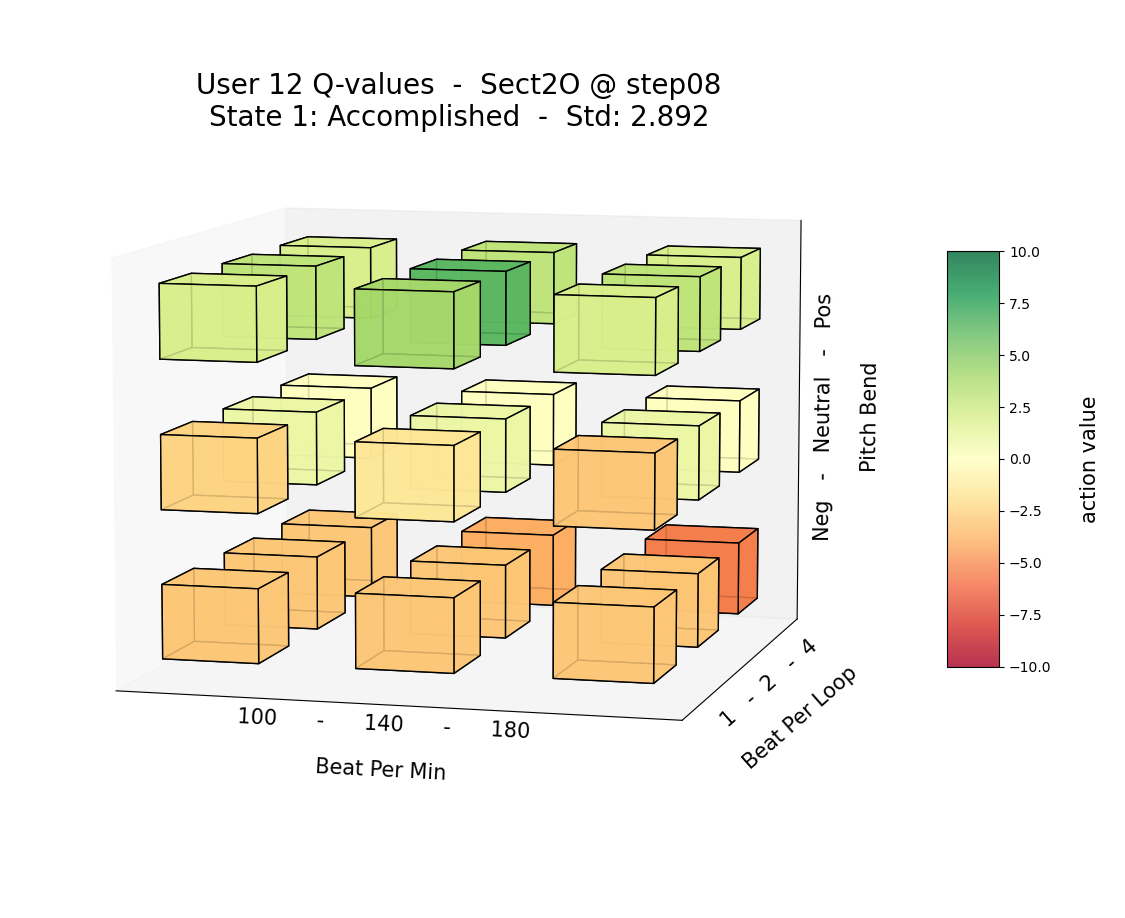 User 12 Q-values - Sect2O @ step08
State 1: Accomplished - Std: 2.892
100 - 140 - 180
Beat Per Min
1 - 2 - 4
Beat Per Loop
Neg - Neutral - Pos
Pitch Bend
10.0
7.5
5.0
2.5
0.0
−2.5
−5.0
−7.5
−10.0
action value